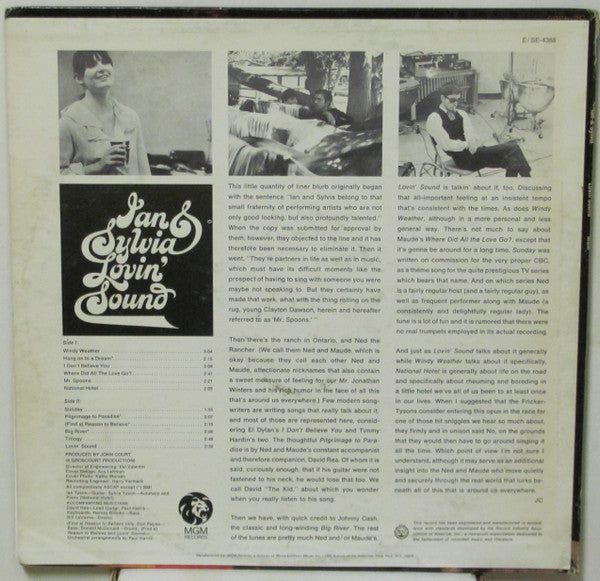 E/SE-4388
Ian &
Sylvia
Lovin'
Sound
Side I:
Windy Weather
Hang on to a Dream*
I Don't Believe You
Where Did All The Love Go?
Mr. Spoons
National Hotel
Side II:
Sunday
Pilgrimage to Paradise*
(Find a) Reason to Believe*
Big River*
Trilogy
Lovin' Sound
PRODUCED BY JOHN COURT
A GROSCOURT PRODUCTION
Director of Engineering: Val Valentin
Recording Engineer: Harry Yarmark
MGM
RECORDS
This little quantity of liner blurb originally began
with the sentence "Ian and Sylvia belong to that
small fraternity of performing artists who are not
only good looking, but also profoundly talented."
When the copy was submitted for approval by
them, however, they objected to the line and it has
therefore been necessary to eliminate it. Then it
went, "They're partners in life as well as in music,
which must have its difficult moments like the
prospect of having to sing with someone you were
maybe not speaking to. But they certainly have
made that work, what with the thing rolling on the
rug, young Clayton Dawson, herein and hereafter
referred to as 'Mr. Spoons.' "
Then there's the ranch in Ontario, and Ned the
Rancher. (We call them Ned and Maude, which is
okay because they call each other Ned and
Maude, affectionate nicknames that also contain
a sweet measure of feeling for our Mr. Jonathan
Winters and his rich humor in the face of all this
that's around us everywhere.) Few modern song-
writers are writing songs that really talk about it,
and most of those are represented here, consid-
ering El Dylan's I Don't Believe You and Timmy
Hardin's two. The thoughtful Pilgrimage to Para-
dise is by Ned and Maude's constant accompanist
and therefore companion, David Rea. Of whom it is
said, curiously enough, that if his guitar were not
fastened to his neck, he would lose that too. We
call David "The Kid," about which you wonder
when you really listen to his song.
Then we have, with quick credit to Johnny Cash,
the classic and long-winding Big River. The rest
of the tunes are pretty much Ned and/or Maude's.
Lovin' Sound is talkin' about it, too. Discussing
that all-important feeling at an insistent tempo
that's consistent with the times. As does Windy
Weather, although in a more personal and less
general way. There's not much to say about
Maude's Where Did All the Love Go?, except that
it's gonna be around for a long time. Sunday was
written on commission for the very proper CBC,
as a theme song for the quite prestigious TV series
which bears that name. And on which series Ned
is a fairly regular host (and a fairly regular guy), as
well as frequent performer along with Maude (a
consistently and delightfully regular lady). The
tune is a lot of fun and it is rumored that there were
no real trumpets employed in its actual recording.
And just as Lovin' Sound talks about it generally
while Windy Weather talks about it specifically,
National Hotel is generally about life on the road
and specifically about rheuming and boreding in
a little hotel we've all of us been to at least once
in our lives. When I suggested that the Fricker-
Tysons consider entering this opus in the race for
one of those hit singles we hear so much about,
they firmly and in unison said No, on the grounds
that they would then have to go around singing it
all the time. Which point of view I'm not sure I
understand, although it may serve as an additional
insight into the Ned and Maude who move quietly
and securely through the real world that turns be-
neath all of this that is around us everywhere.
JC